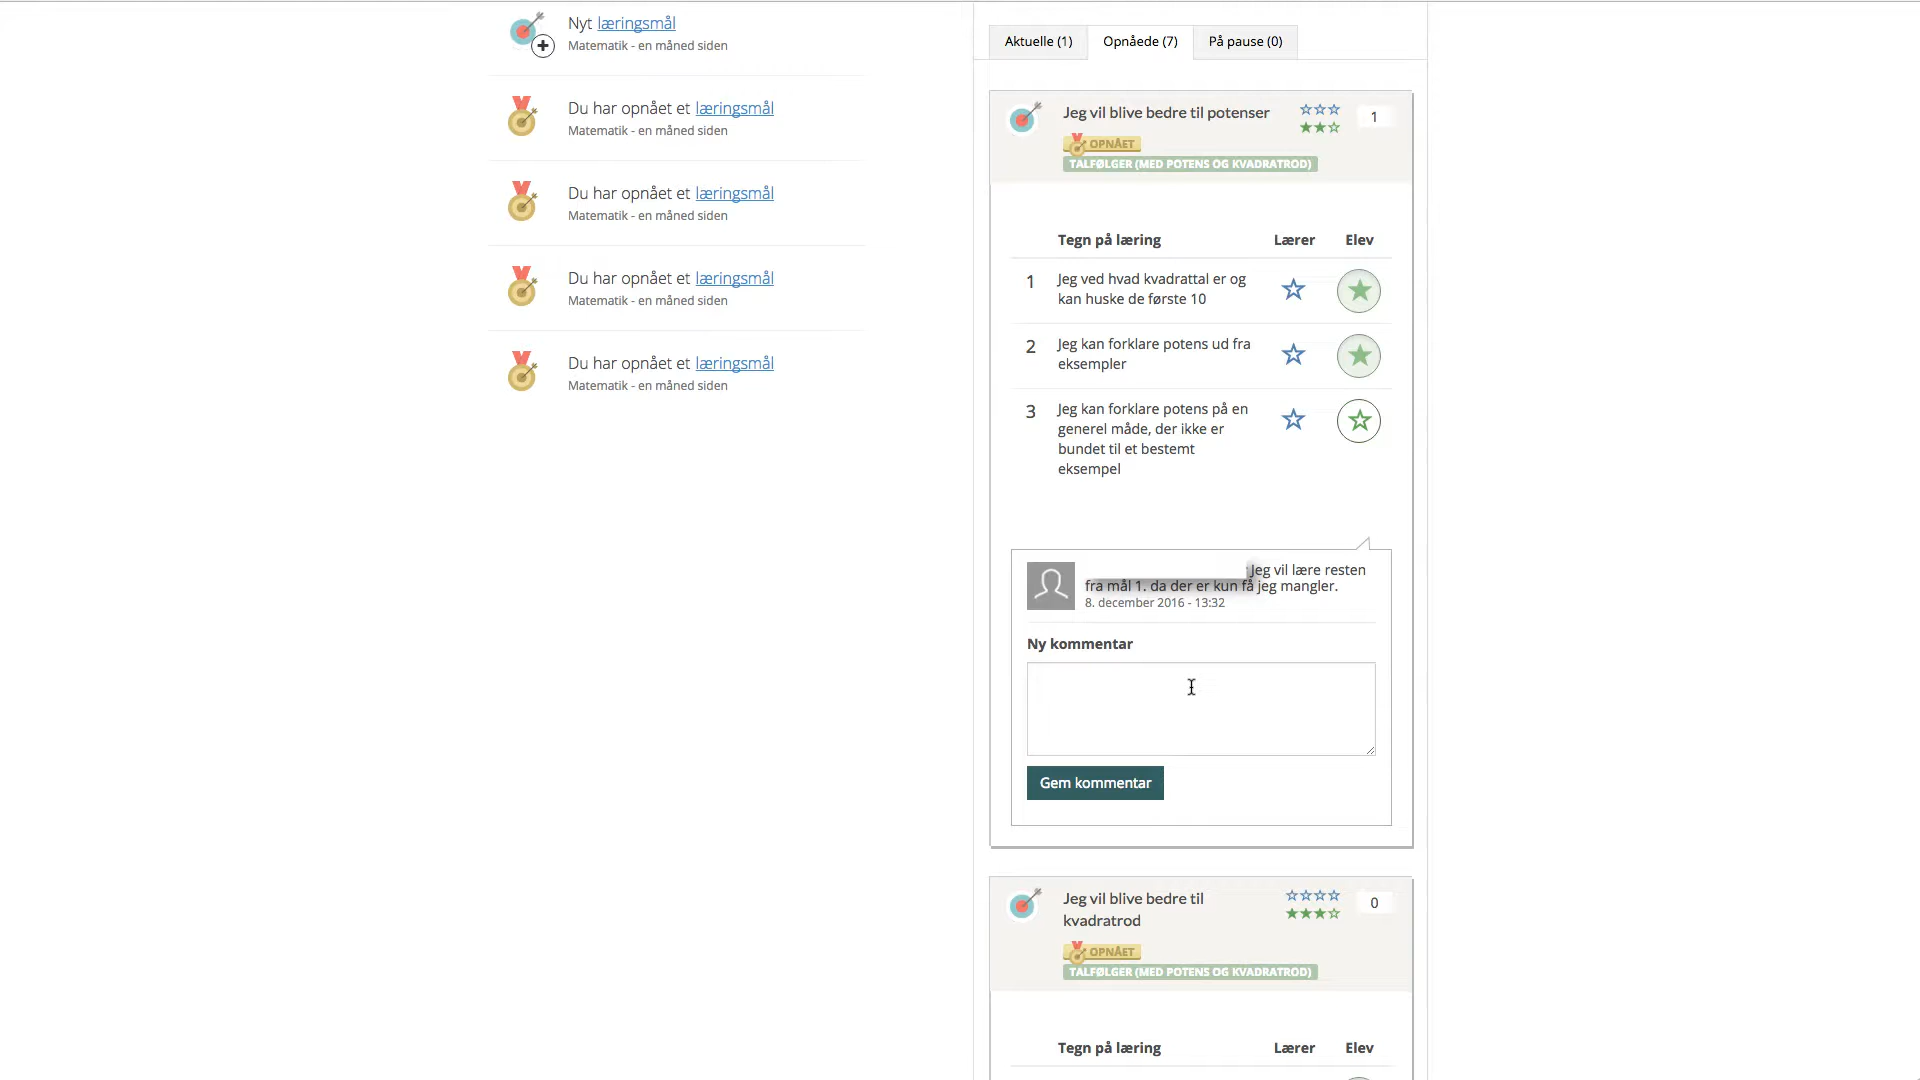 Nyt læringsmål
Matematik - en måned siden
Du har opnået et læringsmål
Matematik - en måned siden
Du har opnået et læringsmål
Matematik - en måned siden
Du har opnået et læringsmål
Matematik - en måned siden
Du har opnået et læringsmål
Matematik - en måned siden
Aktuelle (1) Opnåede (7) På pause (0)
Jeg vil blive bedre til potenser 1
OPNÅET
TALFØLGER (MED POTENS OG KVADRATROD)
Tegn på læring Lærer Elev
1 Jeg ved hvad kvadrattal er og
kan huske de første 10
2 Jeg kan forklare potens ud fra
eksempler
3 Jeg kan forklare potens på en
generel måde, der ikke er
bundet til et bestemt
eksempel
Jeg vil lære resten
fra mål 1. da der er kun få jeg mangler.
8. december 2016 - 13:32
Ny kommentar
Gem kommentar
Jeg vil blive bedre til 0
kvadratrod
OPNÅET
TALFØLGER (MED POTENS OG KVADRATROD)
Tegn på læring Lærer Elev